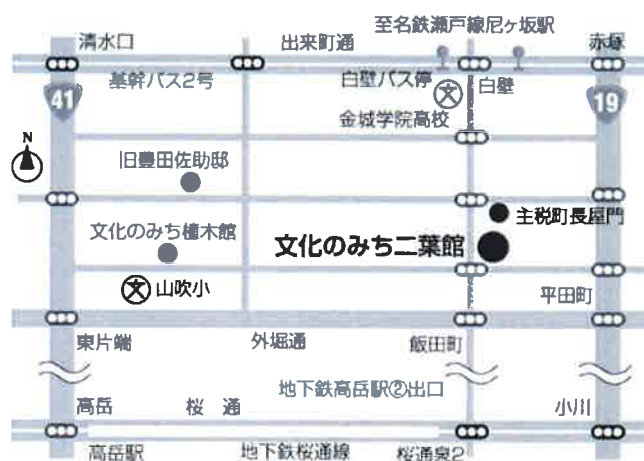 至名鉄瀬戸線尼ヶ坂駅
清水口
出来町通
赤塚
基幹バス2号
白壁バス停
白壁
41
文
19
金城学院高校
N
旧豊田佐助邸
主税町長屋門
文化のみち橦木館
文化のみち二葉館
文
山吹小
平田町
東片端
外堀通
飯田町
地下鉄高岳駅②出口
高岳
桜 通
小川
高岳駅
地下鉄桜通線
桜通泉2